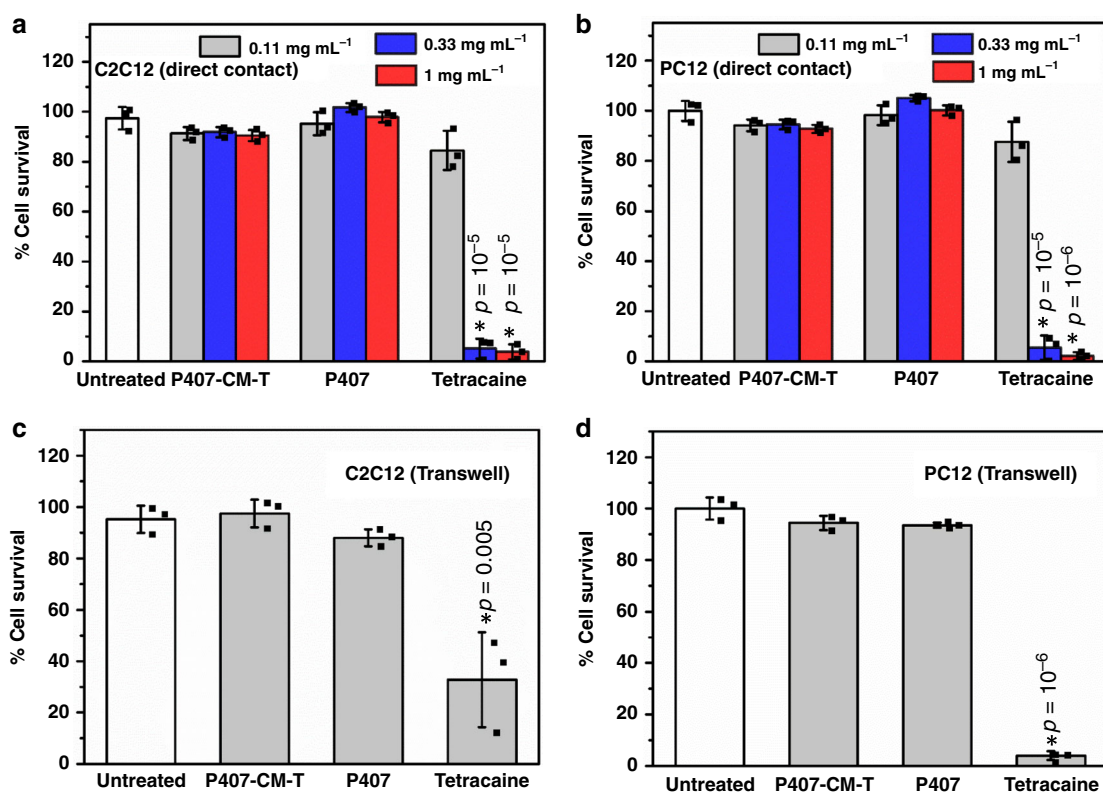 a
0.11 mg mL⁻¹ 0.33 mg mL⁻¹
1 mg mL⁻¹
C2C12 (direct contact)
% Cell survival
120
100
80
60
40
20
0
* p = 10⁻⁵
* p = 10⁻⁵
Untreated P407-CM-T P407 Tetracaine
b
0.11 mg mL⁻¹ 0.33 mg mL⁻¹
1 mg mL⁻¹
PC12 (direct contact)
% Cell survival
120
100
80
60
40
20
0
* p = 10⁻⁵
* p = 10⁻⁶
Untreated P407-CM-T P407 Tetracaine
c
C2C12 (Transwell)
% Cell survival
120
100
80
60
40
20
0
*p = 0.005
Untreated P407-CM-T P407 Tetracaine
d
PC12 (Transwell)
% Cell survival
120
100
80
60
40
20
0
*p = 10⁻⁶
Untreated P407-CM-T P407 Tetracaine